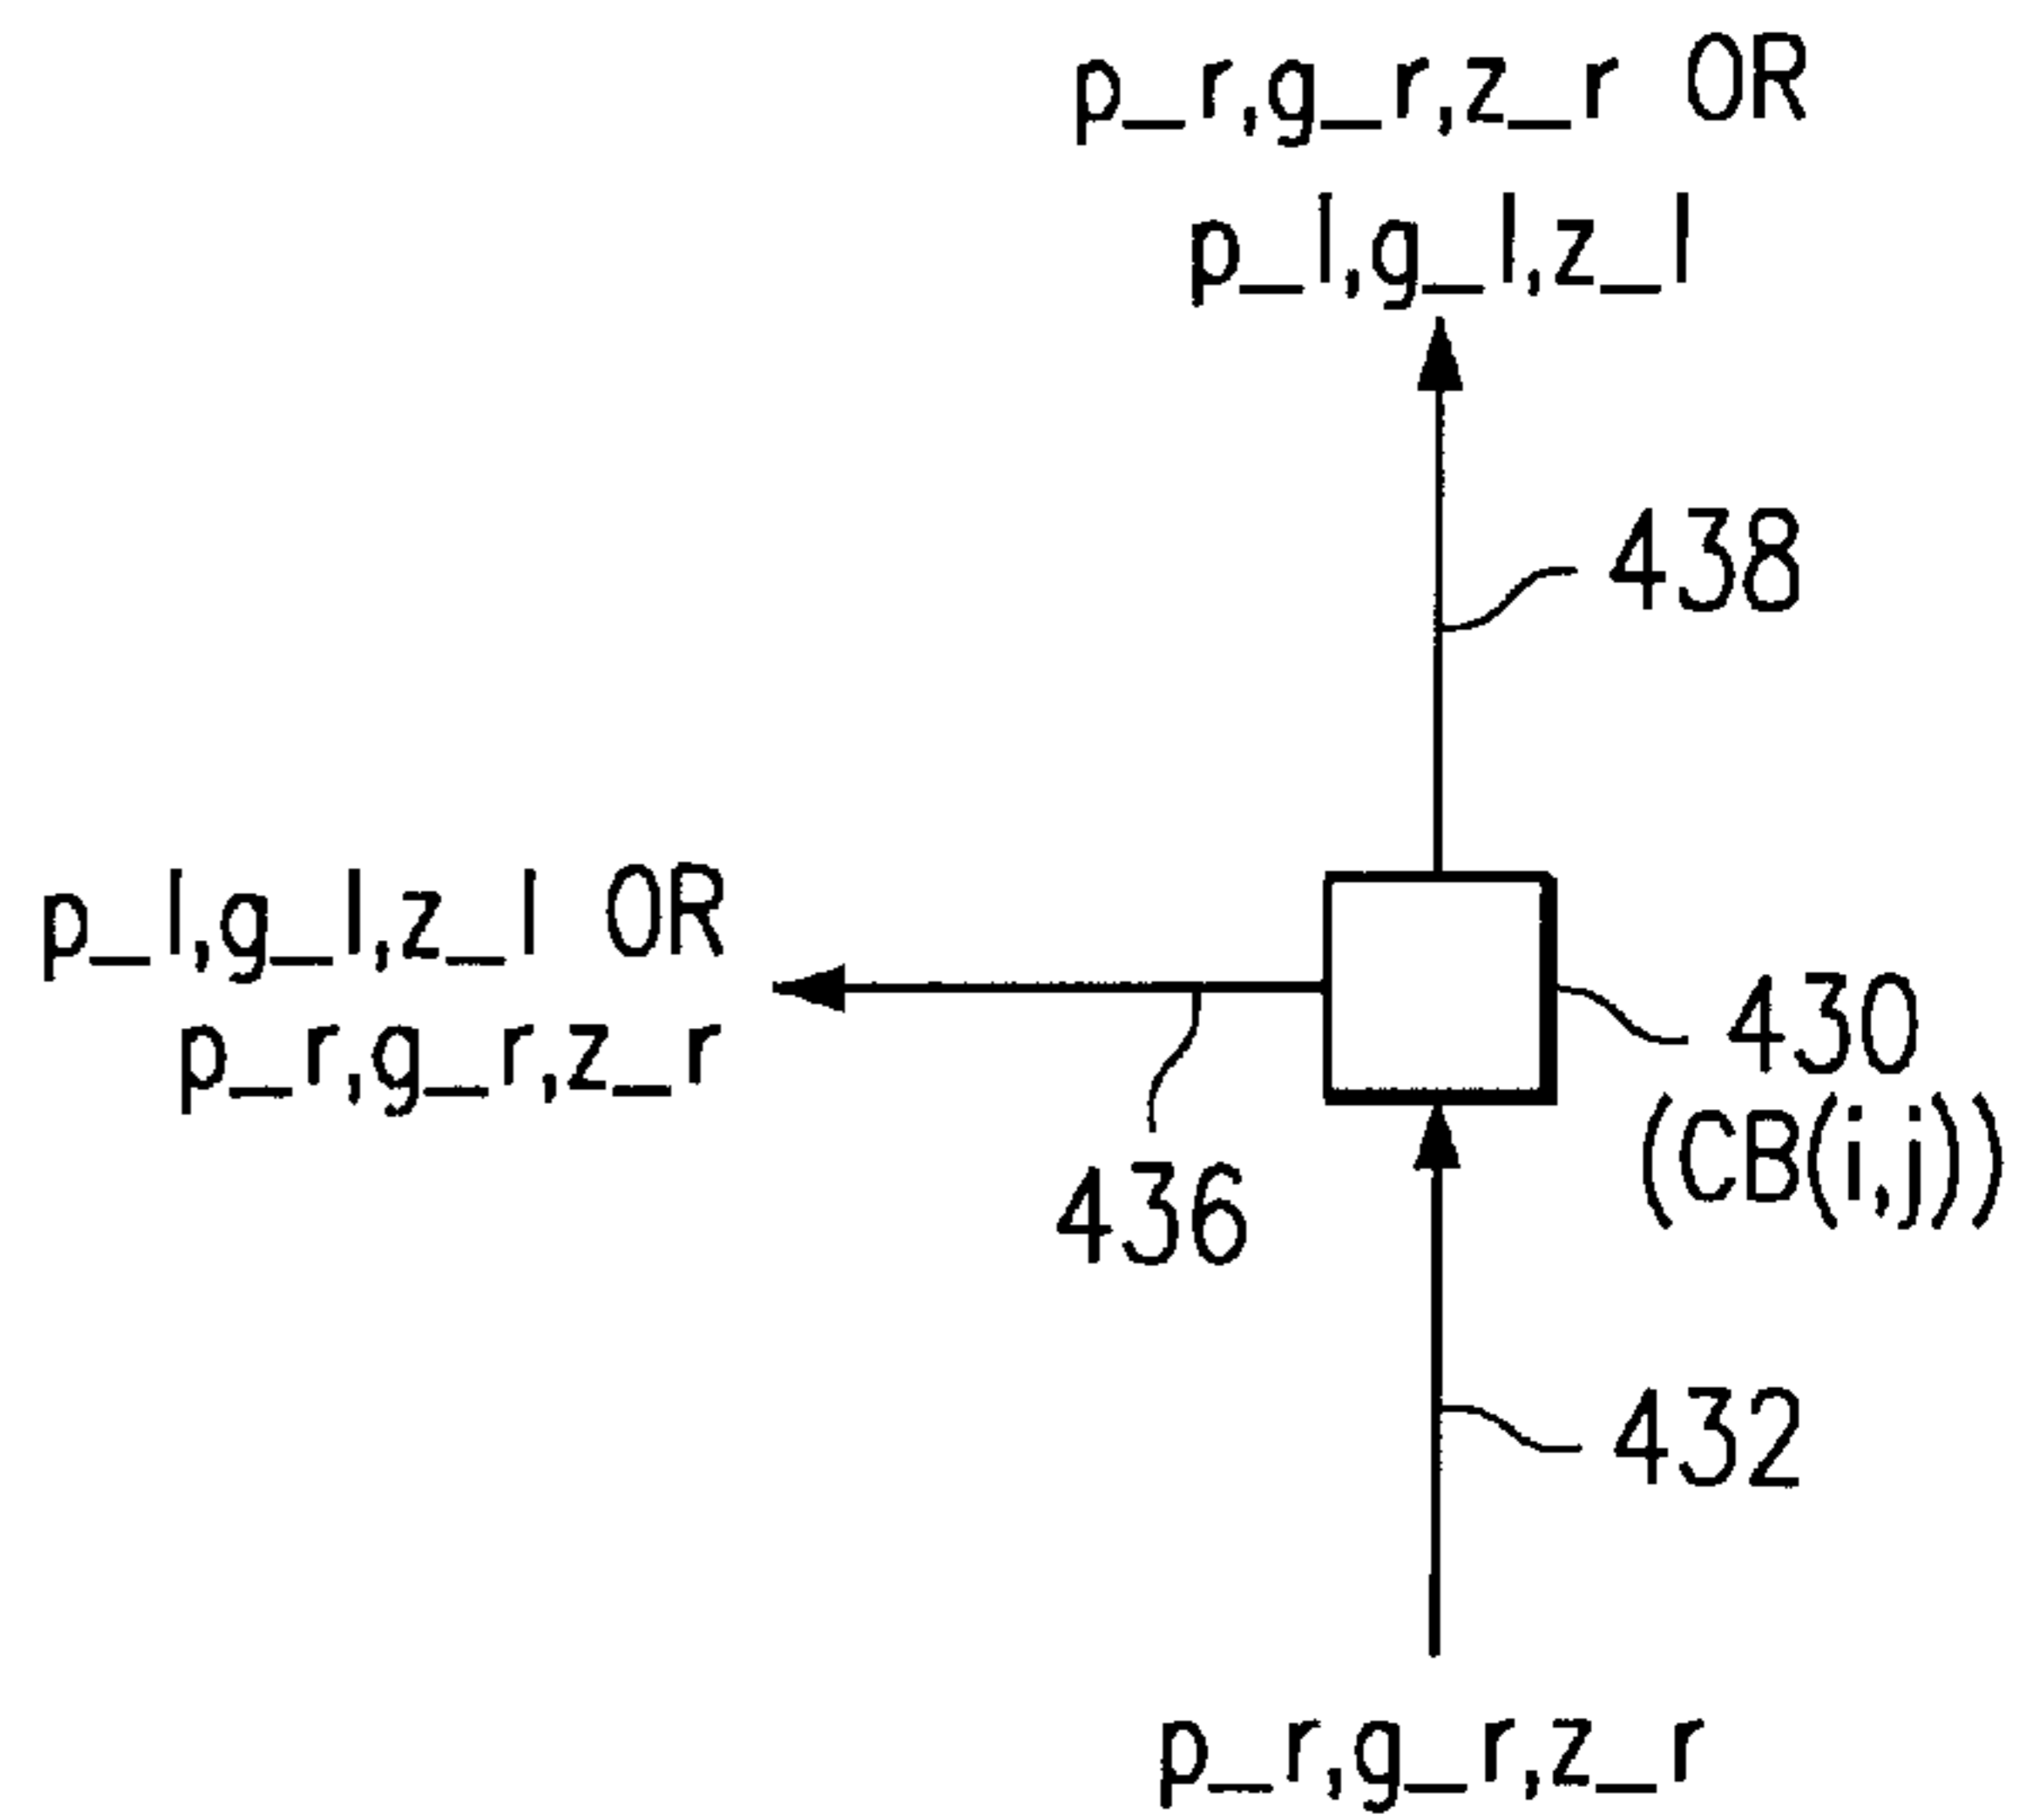 p_r,g_r,z_r OR
p_l,g_l,z_l
438
p_l,g_l,z_l OR
p_r,g_r,z_r
430
(CB(i,j))
436
432
p_r,g_r,z_r